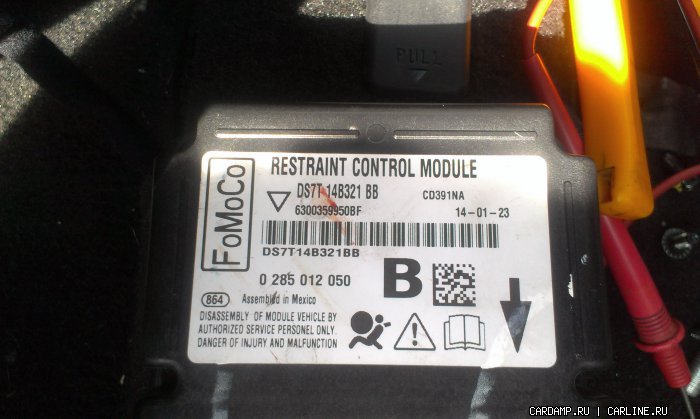 PULL
RESTRAINT CONTROL MODULE
DS7T 14B321 BB CD391NA
6300359950BF 14-01-23
FoMoCo
DS7T14B321BB
0 285 012 050 B
864 Assembled in Mexico
DISASSEMBLY OF MODULE VEHICLE BY
AUTHORIZED SERVICE PERSONEL ONLY.
DANGER OF INJURY AND MALFUNCTION
CARDAMP.RU | CARLINE.RU